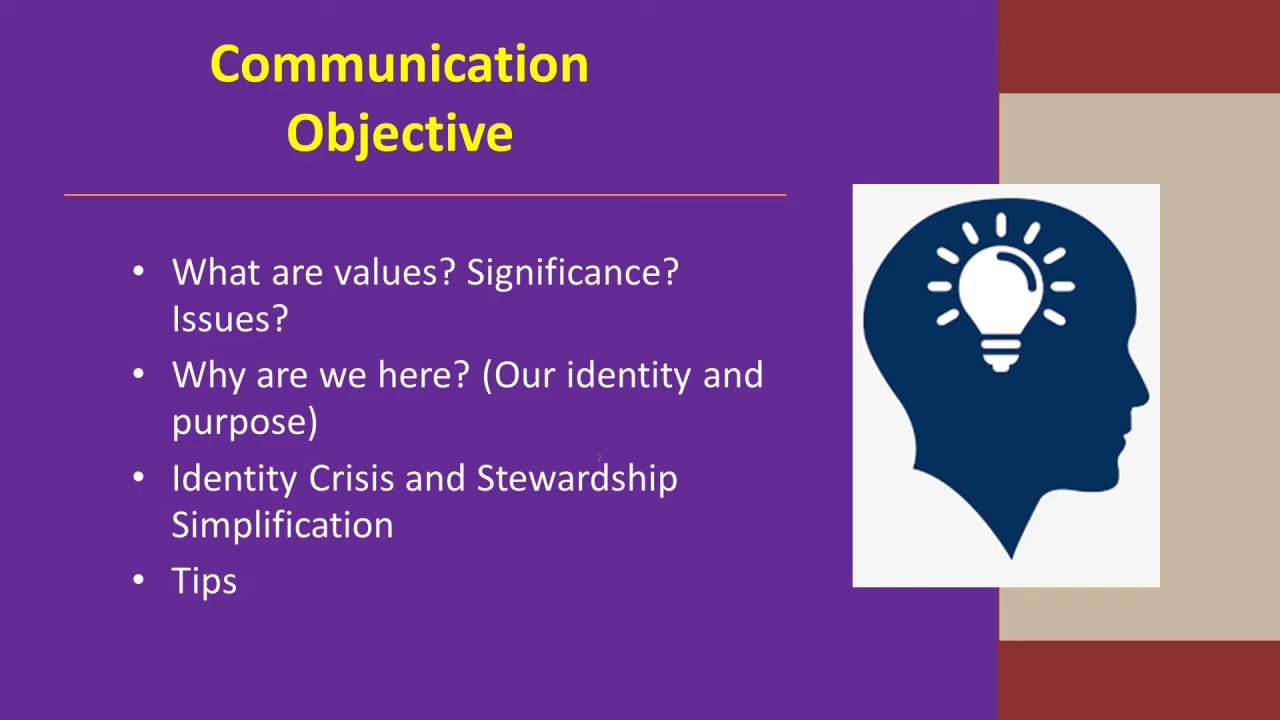 Communication
Objective
• What are values? Significance?
Issues?
• Why are we here? (Our identity and
purpose)
?
• Identity Crisis and Stewardship
Simplification
• Tips